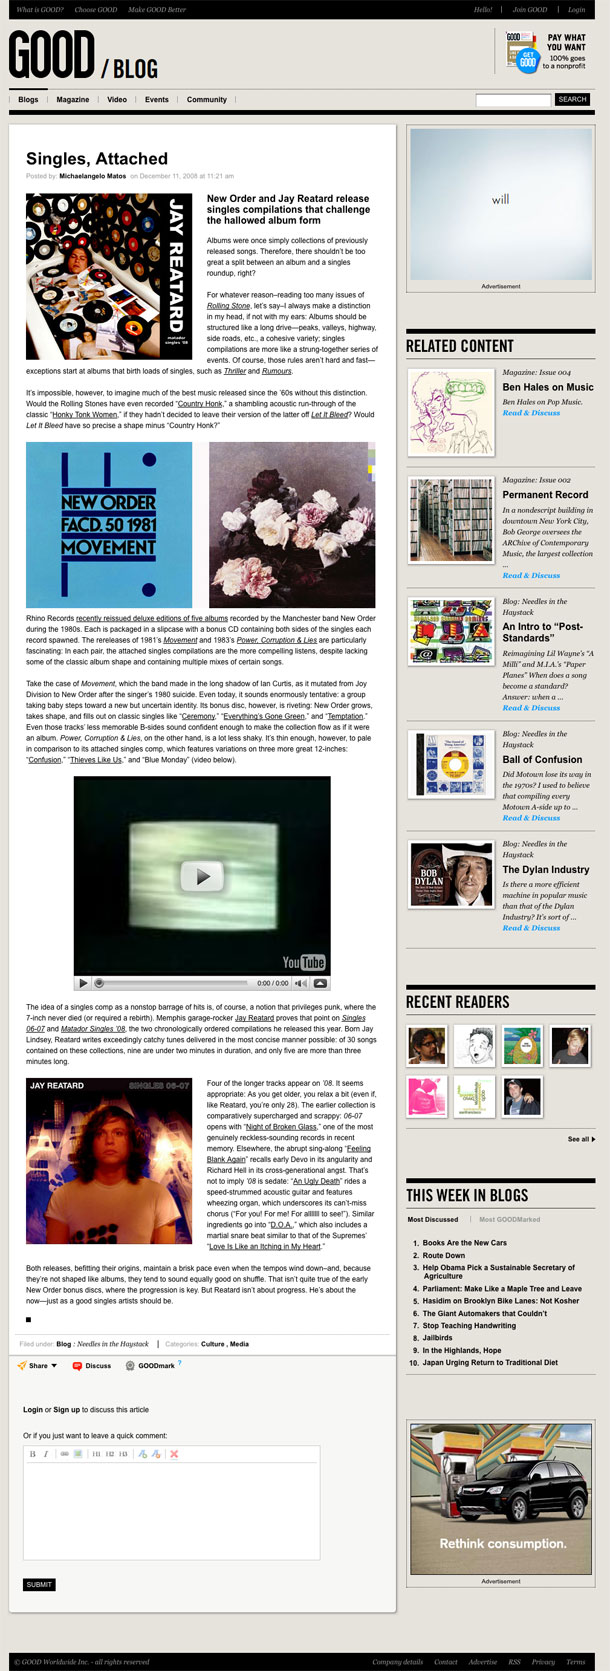 What is GOOD? Choose GOOD Make GOOD Better
Hello! Join GOOD Login
GOOD / BLOG
GOOD
GET GOOD
PAY WHAT
YOU WANT
100% goes
to a nonprofit
Blogs Magazine Video Events Community
SEARCH
Singles, Attached
Posted by: Michaelangelo Matos on December 11, 2008 at 11:21 am
JAY REATARD
matador
singles '08
New Order and Jay Reatard release
singles compilations that challenge
the hallowed album form
Albums were once simply collections of previously
released songs. Therefore, there shouldn't be too
great a split between an album and a singles
roundup, right?
For whatever reason–reading too many issues of
Rolling Stone, let's say–I always make a distinction
in my head, if not with my ears: Albums should be
structured like a long drive—peaks, valleys, highway,
side roads, etc., a cohesive variety; singles
compilations are more like a strung-together series of
events. Of course, those rules aren't hard and fast—
exceptions start at albums that birth loads of singles, such as Thriller and Rumours.
It's impossible, however, to imagine much of the best music released since the '60s without this distinction.
Would the Rolling Stones have even recorded “Country Honk,” a shambling acoustic run-through of the
classic “Honky Tonk Women,” if they hadn't decided to leave their version of the latter off Let It Bleed? Would
Let It Bleed have so precise a shape minus “Country Honk?”
NEW ORDER
FACD. 50 1981
MOVEMENT
Rhino Records recently reissued deluxe editions of five albums recorded by the Manchester band New Order
during the 1980s. Each is packaged in a slipcase with a bonus CD containing both sides of the singles each
record spawned. The rereleases of 1981's Movement and 1983's Power, Corruption & Lies are particularly
fascinating: In each pair, the attached singles compilations are the more compelling listens, despite lacking
some of the classic album shape and containing multiple mixes of certain songs.
Take the case of Movement, which the band made in the long shadow of Ian Curtis, as it mutated from Joy
Division to New Order after the singer's 1980 suicide. Even today, it sounds enormously tentative: a group
taking baby steps toward a new but uncertain identity. Its bonus disc, however, is riveting: New Order grows,
takes shape, and fills out on classic singles like “Ceremony,” “Everything's Gone Green,” and “Temptation.”
Even those tracks' less memorable B-sides sound confident enough to make the collection flow as if it were
an album. Power, Corruption & Lies, on the other hand, is a lot less shaky. It's thin enough, however, to pale
in comparison to its attached singles comp, which features variations on three more great 12-inches:
“Confusion,” “Thieves Like Us,” and “Blue Monday” (video below).
YouTube
0:00 / 0:00
The idea of a singles comp as a nonstop barrage of hits is, of course, a notion that privileges punk, where the
7-inch never died (or required a rebirth). Memphis garage-rocker Jay Reatard proves that point on Singles
06-07 and Matador Singles '08, the two chronologically ordered compilations he released this year. Born Jay
Lindsey, Reatard writes exceedingly catchy tunes delivered in the most concise manner possible: of 30 songs
contained on these collections, nine are under two minutes in duration, and only five are more than three
minutes long.
JAY REATARD SINGLES 06-07
Four of the longer tracks appear on '08. It seems
appropriate: As you get older, you relax a bit (even if,
like Reatard, you're only 28). The earlier collection is
comparatively supercharged and scrappy: 06-07
opens with “Night of Broken Glass,” one of the most
genuinely reckless-sounding records in recent
memory. Elsewhere, the abrupt sing-along “Feeling
Blank Again” recalls early Devo in its angularity and
Richard Hell in its cross-generational angst. That's
not to imply '08 is sedate: “An Ugly Death” rides a
speed-strummed acoustic guitar and features
wheezing organ, which underscores its can't-miss
chorus (“For you! For me! For allllllll to see!”). Similar
ingredients go into “D.O.A.,” which also includes a
martial snare beat similar to that of the Supremes'
“Love Is Like an Itching in My Heart.”
Both releases, befitting their origins, maintain a brisk pace even when the tempos wind down–and, because
they're not shaped like albums, they tend to sound equally good on shuffle. That isn't quite true of the early
New Order bonus discs, where the progression is key. But Reatard isn't about progress. He's about the
now—just as a good singles artists should be.
Filed under: Blog : Needles in the Haystack Categories: Culture , Media
Share Discuss GOODmark ?
Login or Sign up to discuss this article
Or if you just want to leave a quick comment:
B I H1 H2 H3
SUBMIT
will
Advertisement
RELATED CONTENT
Magazine: Issue 004
Ben Hales on Music
Ben Hales on Pop Music.
Read & Discuss
Magazine: Issue 002
Permanent Record
In a nondescript building in
downtown New York City,
Bob George oversees the
ARChive of Contemporary
Music, the largest collection
...
Read & Discuss
Blog: Needles in the
Haystack
An Intro to “Post-
Standards”
Reimagining Lil Wayne's “A
Milli” and M.I.A.'s “Paper
Planes” When does a song
become a standard?
Answer: when a ...
Read & Discuss
Blog: Needles in the
Haystack
Ball of Confusion
Did Motown lose its way in
the 1970s? I used to believe
that compiling every
Motown A-side up to ...
Read & Discuss
BOB
DYLAN
Blog: Needles in the
Haystack
The Dylan Industry
Is there a more efficient
machine in popular music
than that of the Dylan
Industry? It's sort of ...
Read & Discuss
RECENT READERS
See all
THIS WEEK IN BLOGS
Most Discussed Most GOODMarked
1. Books Are the New Cars
2. Route Down
3. Help Obama Pick a Sustainable Secretary of
Agriculture
4. Parliament: Make Like a Maple Tree and Leave
5. Hasidim on Brooklyn Bike Lanes: Not Kosher
6. The Giant Automakers that Couldn't
7. Stop Teaching Handwriting
8. Jailbirds
9. In the Highlands, Hope
10. Japan Urging Return to Traditional Diet
Rethink consumption.
Advertisement
© GOOD Worldwide Inc. - all rights reserved
Company details Contact Advertise RSS Privacy Terms